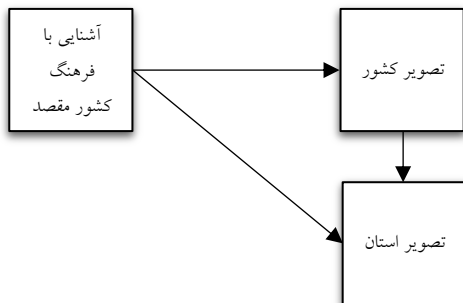 آشنایی با
فرهنگ
کشور مقصد
تصویر کشور
تصویر استان